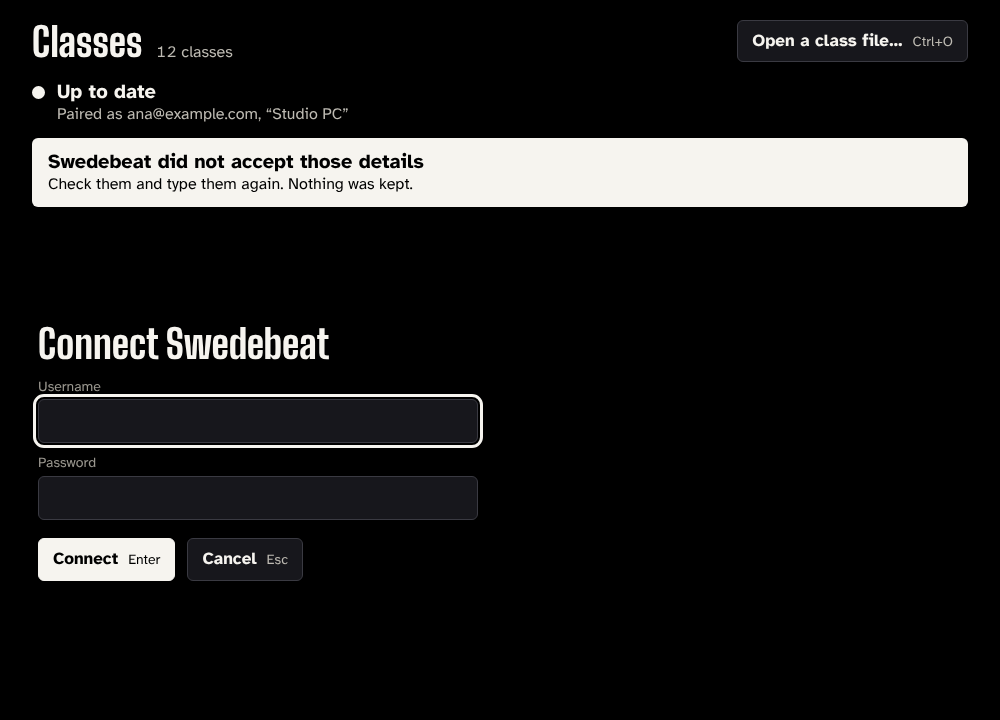 Classes
12 classes
Open a class file… Ctrl+O
Up to date
Paired as ana@example.com, “Studio PC”
Swedebeat did not accept those details
Check them and type them again. Nothing was kept.
Connect Swedebeat
Username
Password
Connect Enter
Cancel Esc